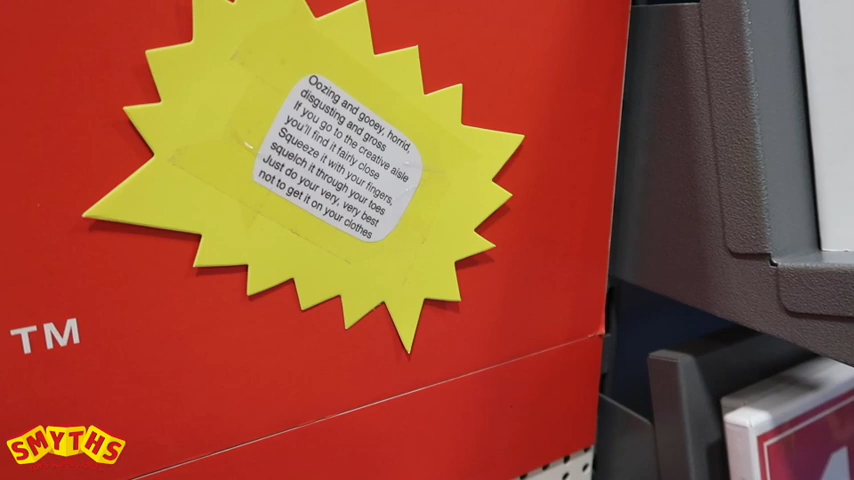 Oozing and gooey, horrid,
disgusting and gross
If you go to the creative aisle
you'll find it fairly close
Squeeze it with your fingers,
squelch it through your toes
Just do your very, very best
not to get it on your clothes
TM
SMYTHS